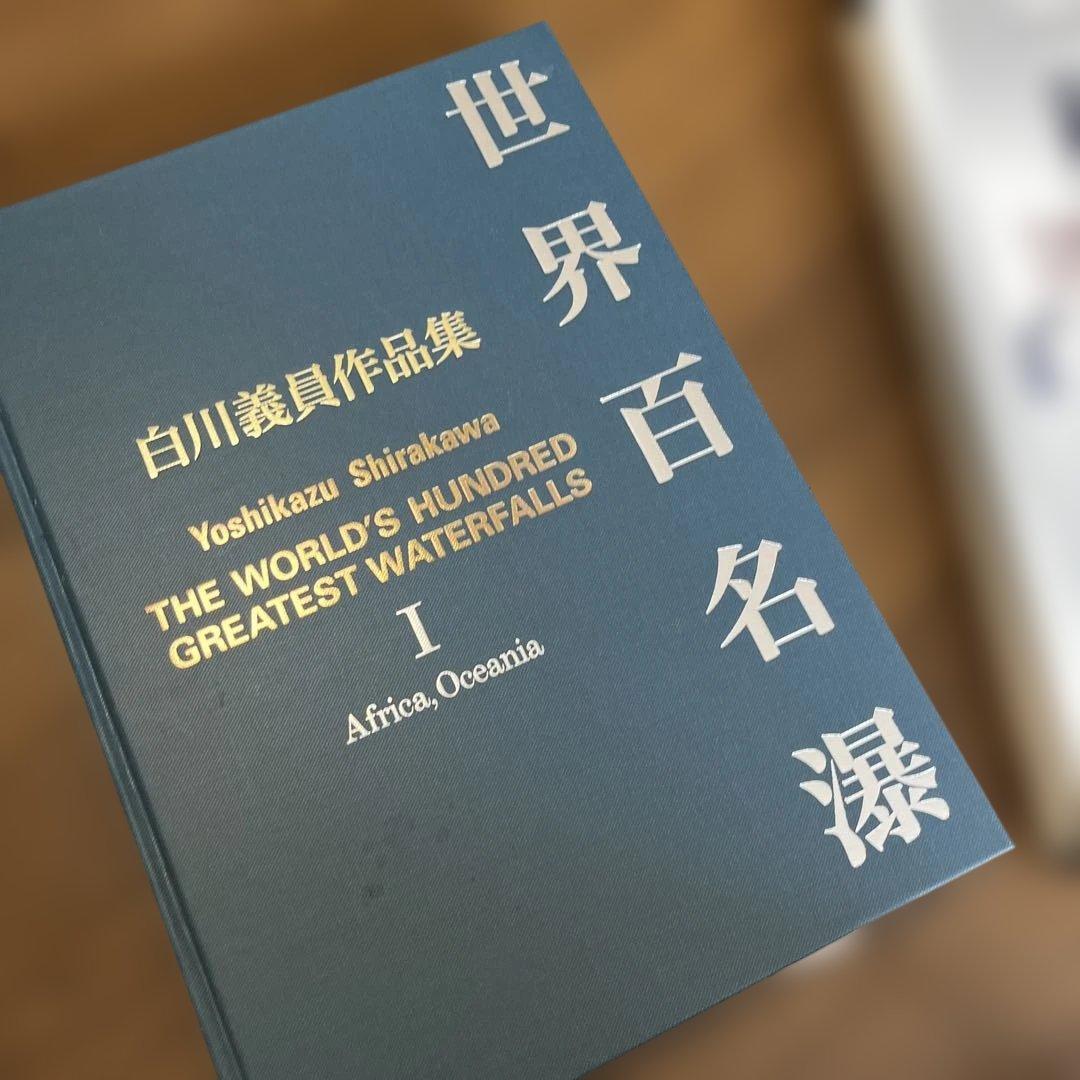 世界百名瀑
白川義員作品集
Yoshikazu Shirakawa
THE WORLD'S HUNDRED
GREATEST WATERFALLS
I
Africa, Oceania